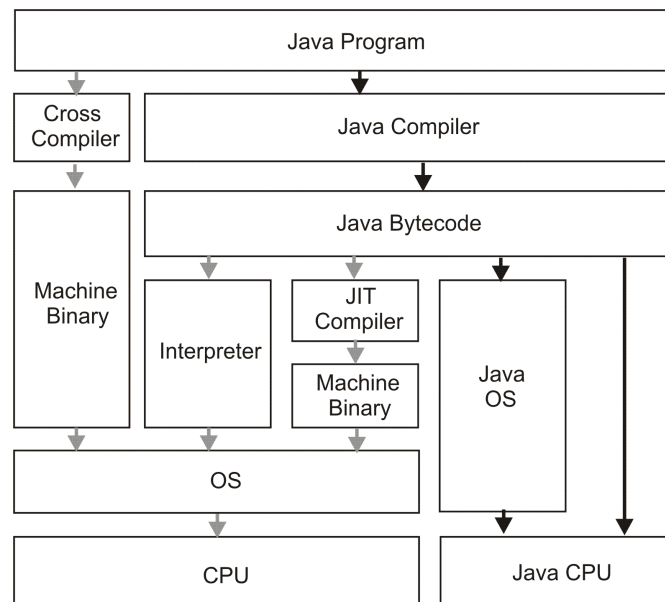 Java Program
Cross
Compiler
Java Compiler
Java Bytecode
Machine
Binary
Interpreter
JIT
Compiler
Machine
Binary
Java
OS
OS
CPU
Java CPU